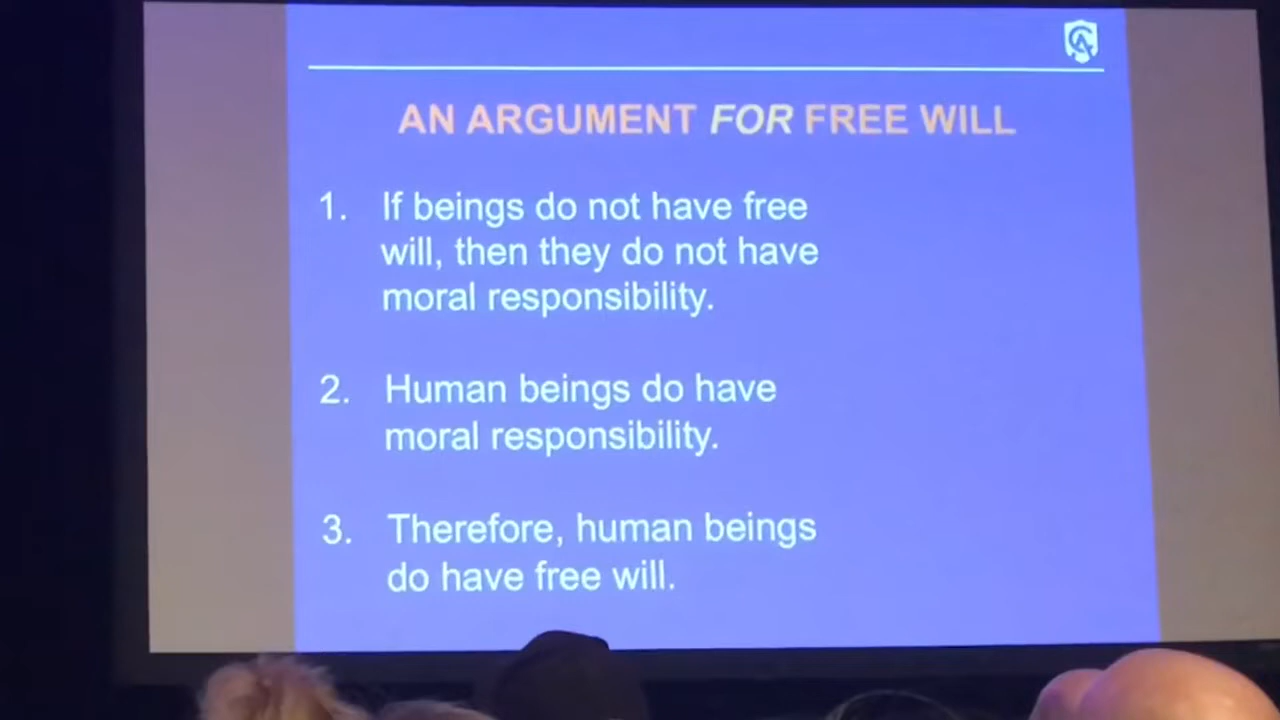 AN ARGUMENT FOR FREE WILL
1. If beings do not have free
will, then they do not have
moral responsibility.
2. Human beings do have
moral responsibility.
3. Therefore, human beings
do have free will.